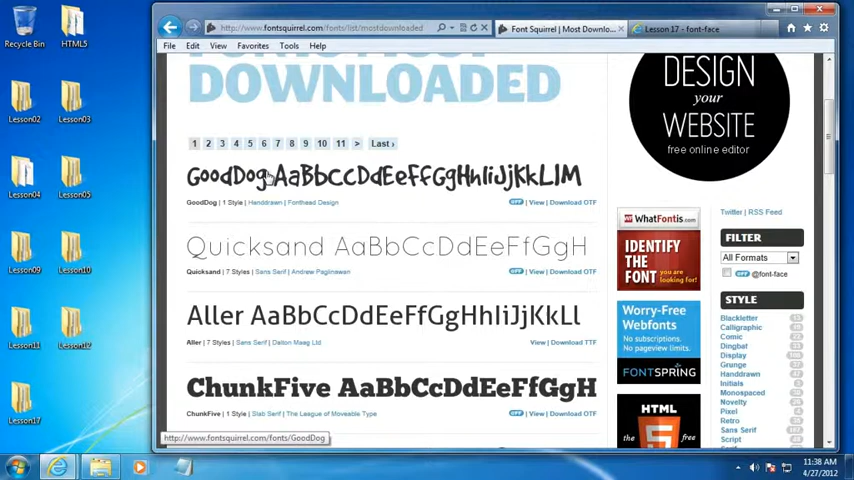 Recycle Bin
HTML5
Lesson02
Lesson03
Lesson04
Lesson05
Lesson09
Lesson10
Lesson11
Lesson12
Lesson17
http://www.fontsquirrel.com/fonts/list/mostdownloaded
Font Squirrel | Most Downlo...
Lesson 17 - font-face
File Edit View Favorites Tools Help
DOWNLOADED
1 2 3 4 5 6 7 8 9 10 11 > Last ›
GoodDog AaBbCcDdEeFfGgHhIiJjKkLlM
GoodDog | 1 Style | Handdrawn | Fonthead Design
OFF | View | Download OTF
Quicksand AaBbCcDdEeFfGgH
Quicksand | 7 Styles | Sans Serif | Andrew Paglinawan
OFF | View | Download OTF
Aller AaBbCcDdEeFfGgHhIiJjKkLl
Aller | 7 Styles | Sans Serif | Dalton Maag Ltd
View | Download TTF
ChunkFive AaBbCcDdEeFfGgH
ChunkFive | 1 Style | Slab Serif | The League of Moveable Type
OFF | View | Download OTF
http://www.fontsquirrel.com/fonts/GoodDog
DESIGN
your
WEBSITE
free online editor
WhatFontis.com
IDENTIFY
THE
FONT
you are
looking for!
Worry-Free
Webfonts
No subscriptions.
No pageview limits.
FONTSPRING
HTML
Twitter | RSS Feed
FILTER
All Formats
OFF @font-face
STYLE
Blackletter
Calligraphic
Comic
Dingbat
Display
Grunge
Handdrawn
Initials
Monospaced
Novelty
Pixel
Retro
Sans Serif
Script
11:38 AM
4/27/2012